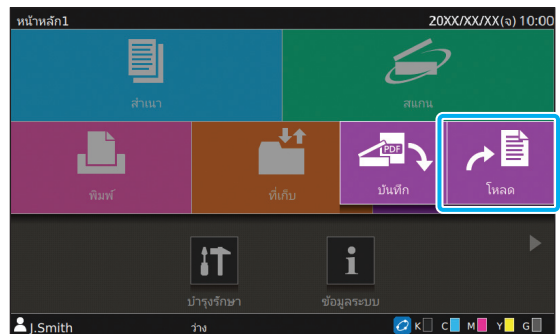 หน้าหลัก1 20XX/XX/XX(จ) 10:00
สำเนา สแกน
PDF
พิมพ์ ที่เก็บ บันทึก โหลด
บำรุงรักษา ข้อมูลระบบ
J.Smith ว่าง K C M Y G